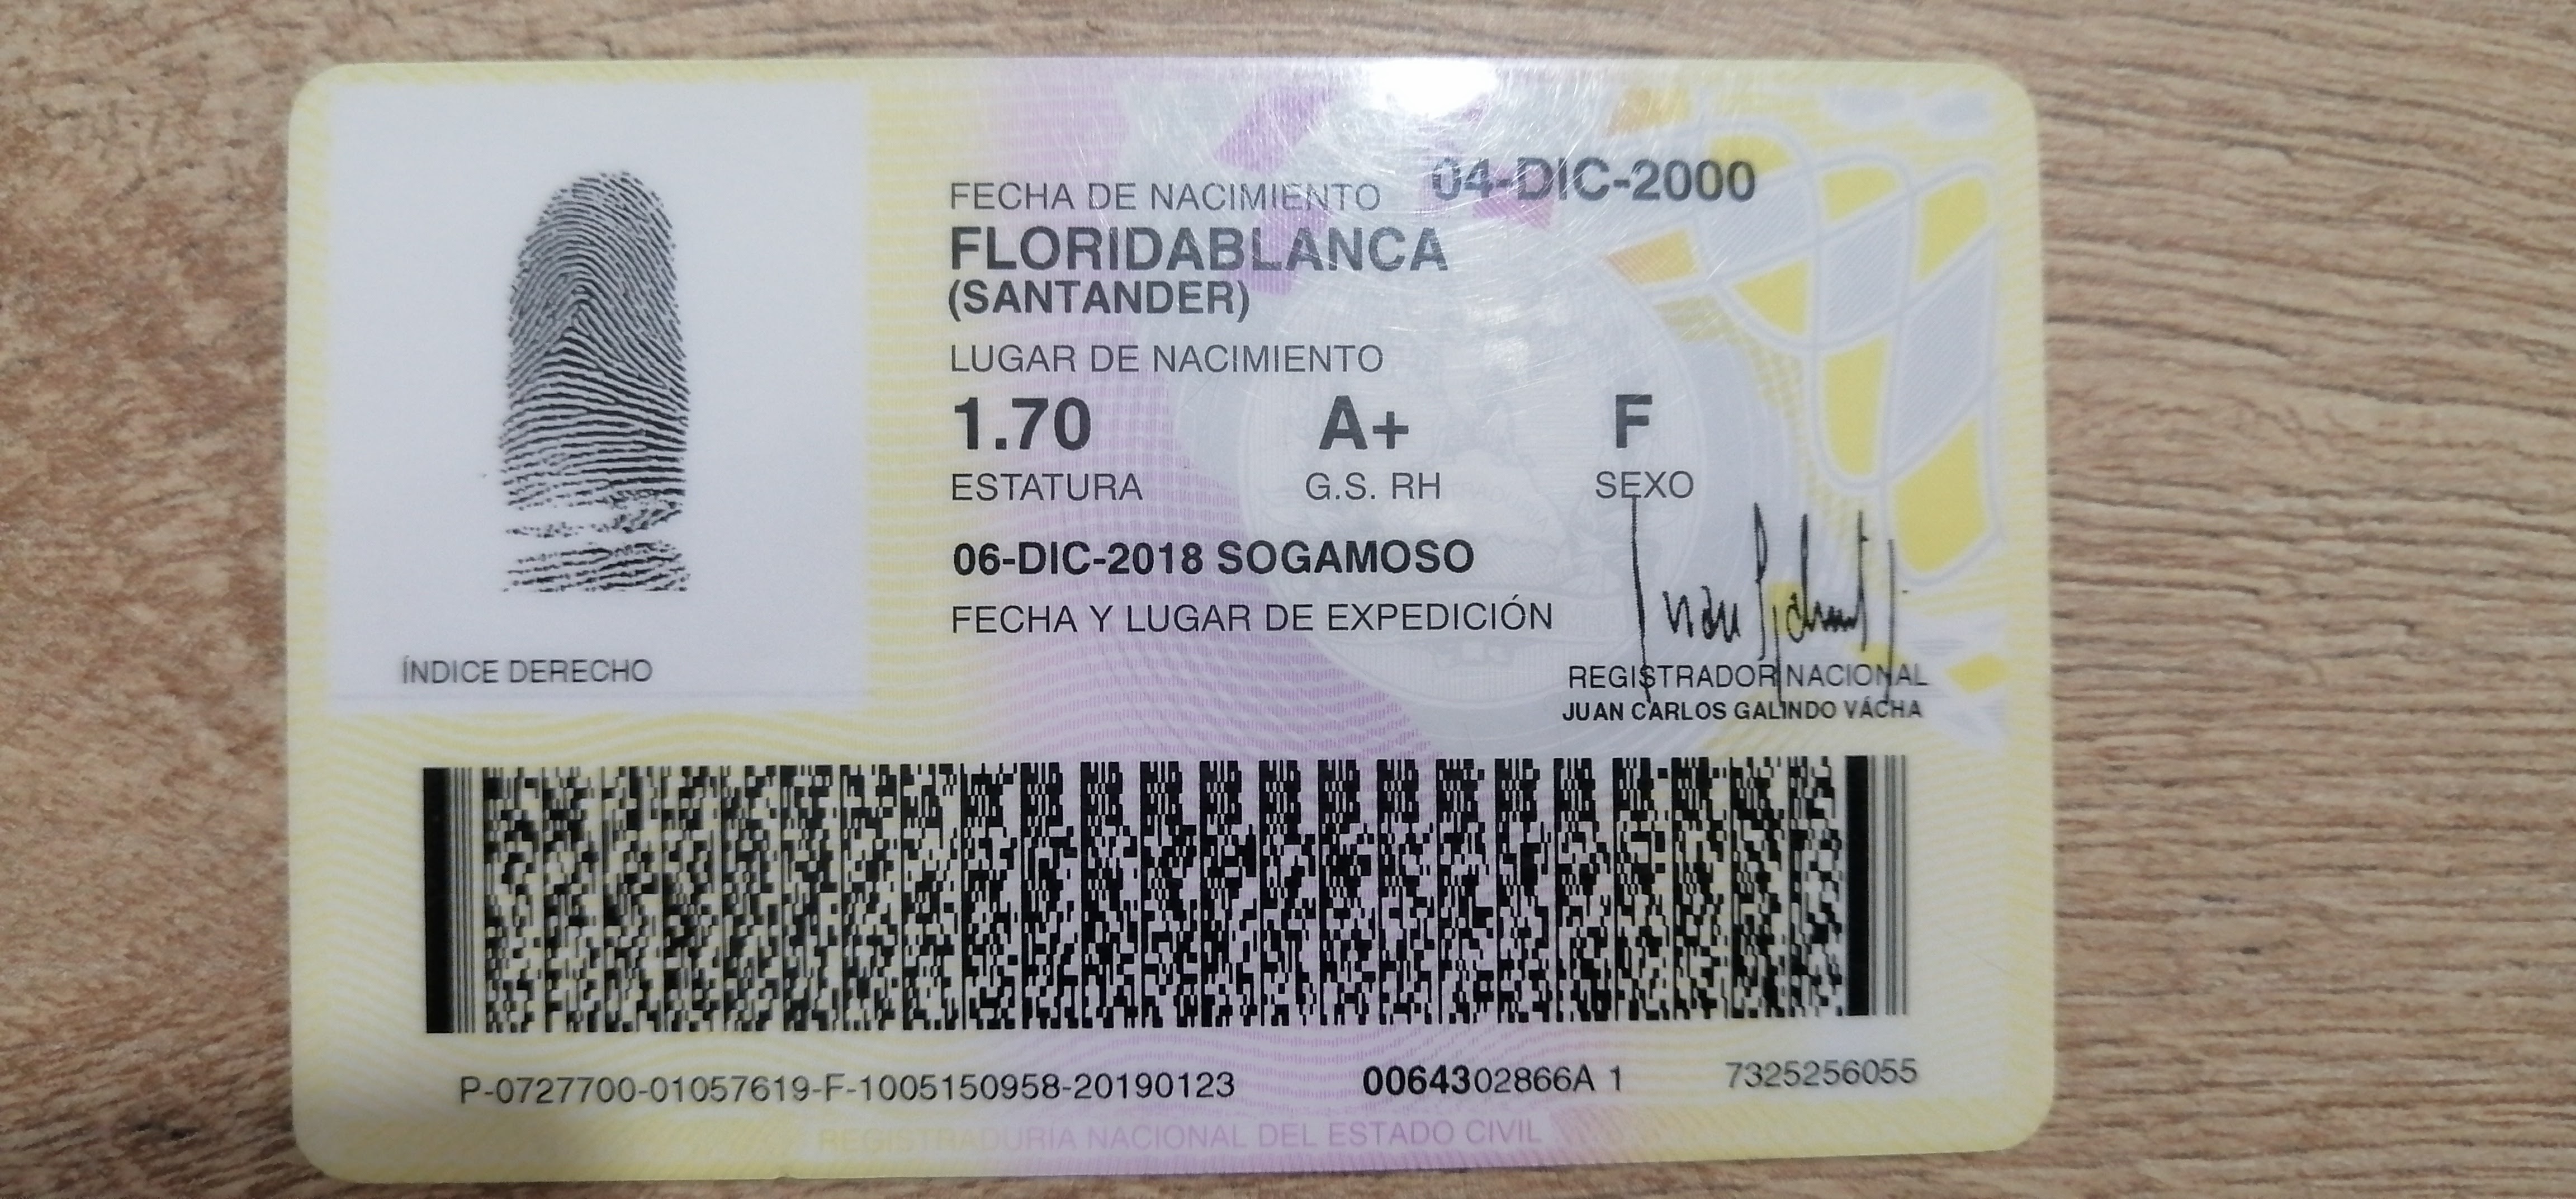 FECHA DE NACIMIENTO 04-DIC-2000
FLORIDABLANCA
(SANTANDER)
LUGAR DE NACIMIENTO
1.70 A+ F
ESTATURA G.S. RH SEXO
06-DIC-2018 SOGAMOSO
FECHA Y LUGAR DE EXPEDICIÓN
ÍNDICE DERECHO
REGISTRADOR NACIONAL
JUAN CARLOS GALINDO VÁCHA
P-0727700-01057619-F-1005150958-20190123 0064302866A 1 7325256055
REGISTRADURÍA NACIONAL DEL ESTADO CIVIL